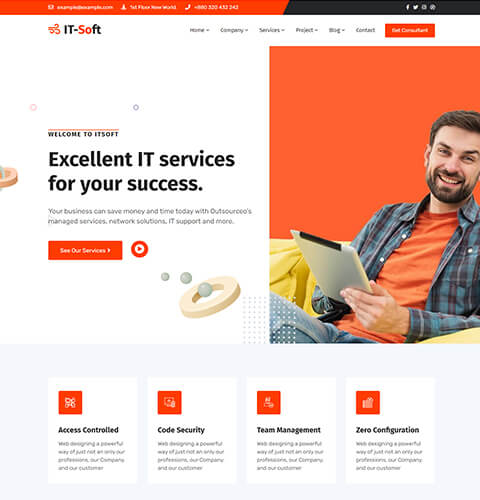 example@example.com 1st Floor New World. +880 320 432 242
IT-Soft
Home Company Services Project Blog Contact Get Consultant
WELCOME TO ITSOFT
Excellent IT services
for your success.
Your business can save money and time today with Outsourceo's
managed services, network solutions, IT support and more.
See Our Services
Access Controlled
Web designing a powerful
way of just not an only our
professions, our Company
and our customer
Code Security
Web designing a powerful
way of just not an only our
professions, our Company
and our customer
Team Management
Web designing a powerful
way of just not an only our
professions, our Company
and our customer
Zero Configuration
Web designing a powerful
way of just not an only our
professions, our Company
and our customer